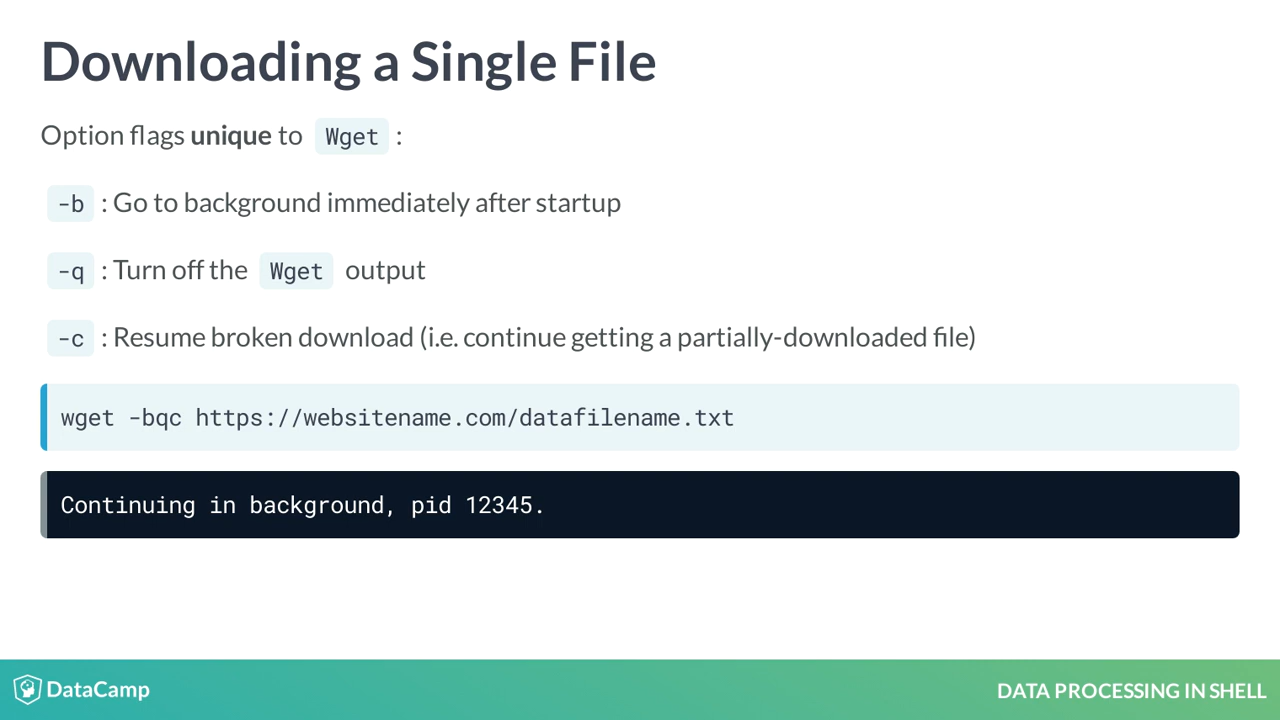 Downloading a Single File
Option flags unique to Wget :
-b : Go to background immediately after startup
-q : Turn off the Wget output
-c : Resume broken download (i.e. continue getting a partially-downloaded file)
wget -bqc https://websitename.com/datafilename.txt
Continuing in background, pid 12345.
DataCamp
DATA PROCESSING IN SHELL